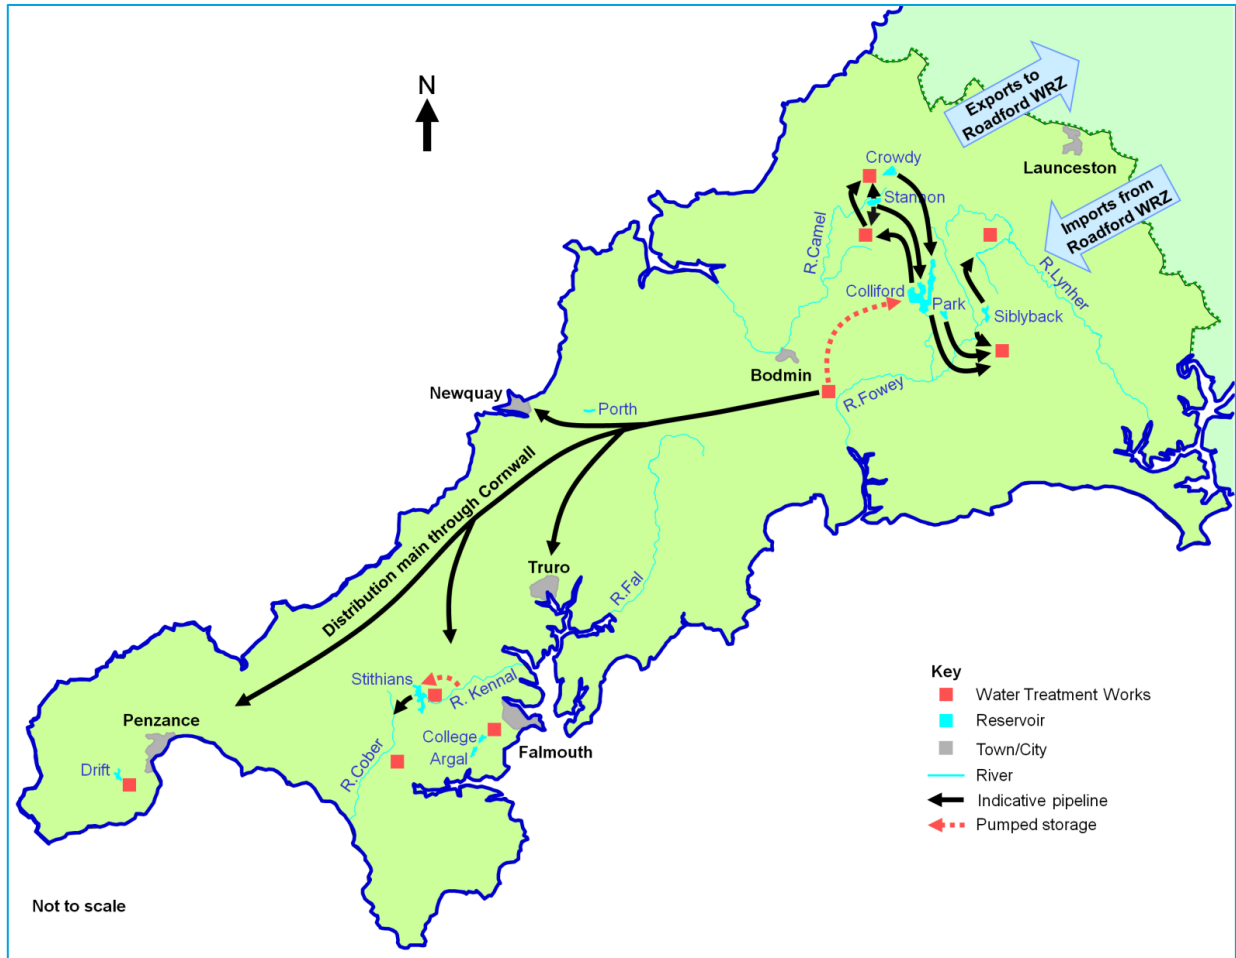 N
Exports to
Roadford WRZ
Launceston
Crowdy
Stannon
Imports from
Roadford WRZ
R.Camel
R.Lynher
Colliford
Park
Siblyback
Bodmin
R.Fowey
Newquay
Porth
Distribution main through Cornwall
Truro
R.Fal
Stithians
R. Kennal
Penzance
College
Argal
Falmouth
R.Cober
Drift
Key
Water Treatment Works
Reservoir
Town/City
River
Indicative pipeline
Pumped storage
Not to scale